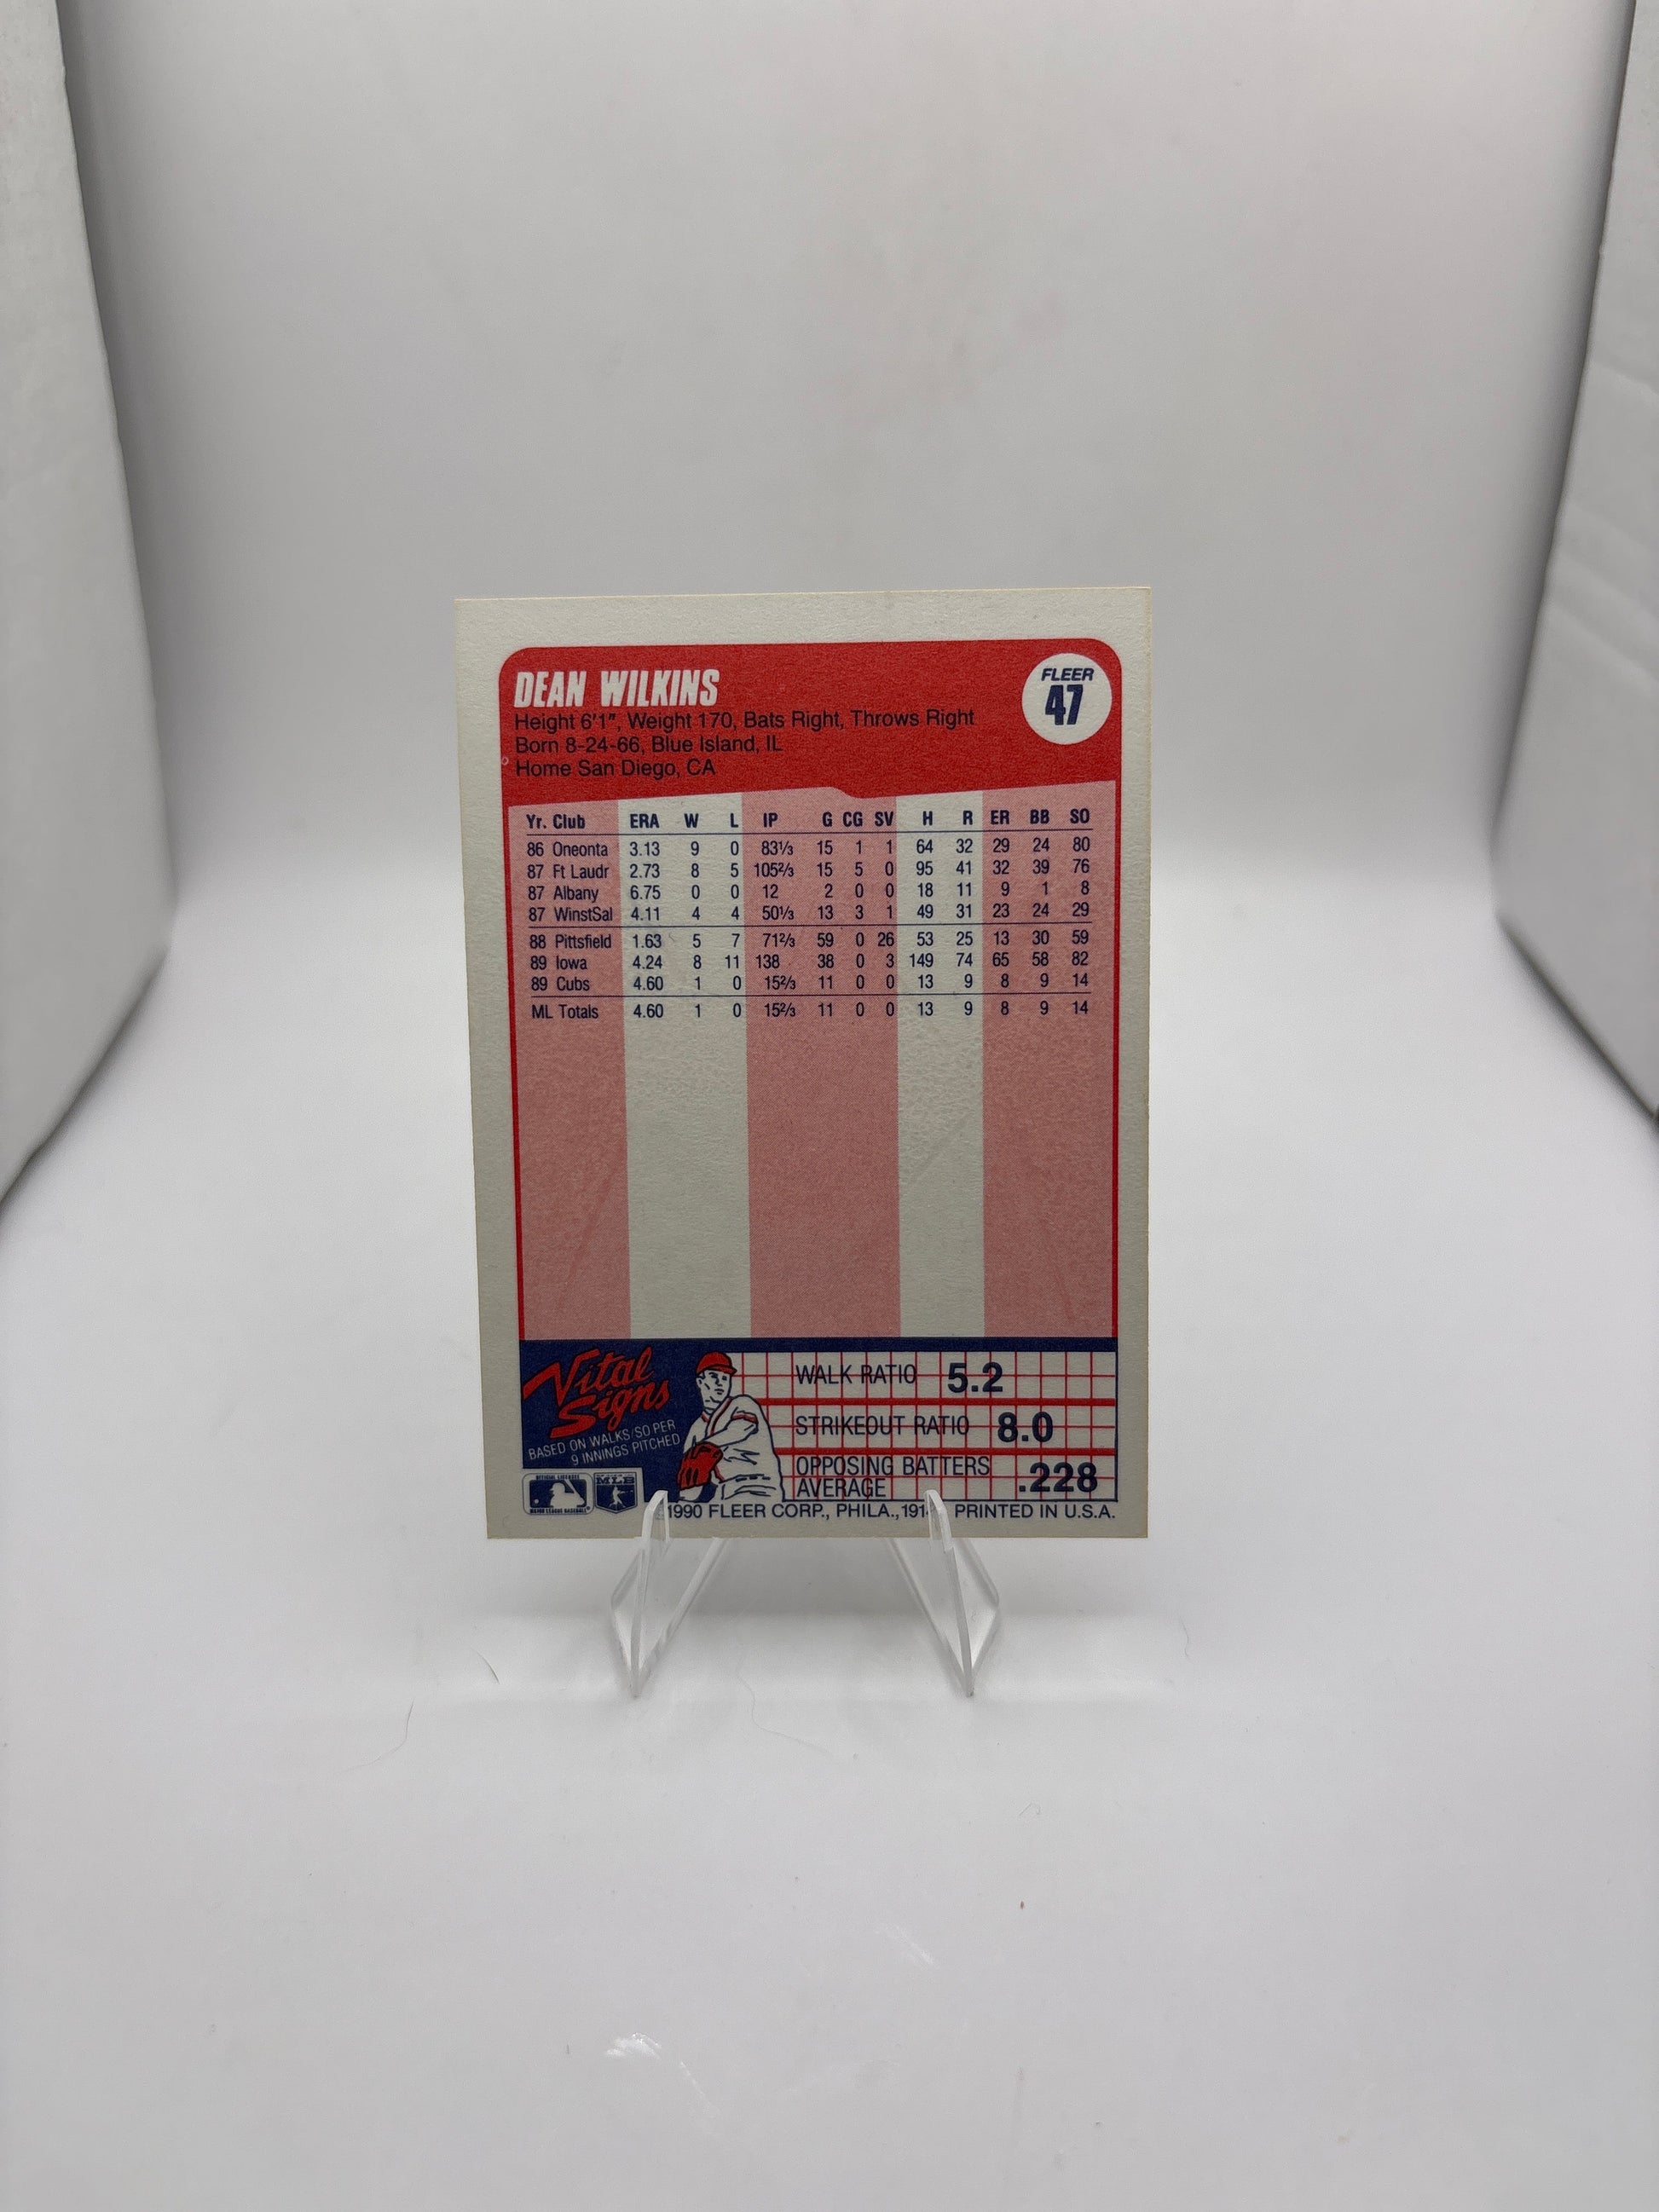 DEAN WILKINS
FLEER
47
Height 6'1", Weight 170, Bats Right, Throws Right
Born 8-24-66, Blue Island, IL
Home San Diego, CA
Yr. Club ERA W L IP G CG SV H R ER BB SO
86 Oneonta 3.13 9 0 83⅓ 15 1 1 64 32 29 24 80
87 Ft Laudr 2.73 8 5 105⅔ 15 5 0 95 41 32 39 76
87 Albany 6.75 0 0 12 2 0 0 18 11 9 1 8
87 WinstSal 4.11 4 4 50⅓ 13 3 1 49 31 23 24 29
88 Pittsfield 1.63 5 7 71⅔ 59 0 26 53 25 13 30 59
89 Iowa 4.24 8 11 138 38 0 3 149 74 65 58 82
89 Cubs 4.60 1 0 15⅔ 11 0 0 13 9 8 9 14
ML Totals 4.60 1 0 15⅔ 11 0 0 13 9 8 9 14
Vital
Signs
BASED ON WALKS/SO PER
9 INNINGS PITCHED
WALK RATIO 5.2
STRIKEOUT RATIO 8.0
OPPOSING BATTERS
AVERAGE .228
MLB
1990 FLEER CORP., PHILA., PRINTED IN U.S.A.